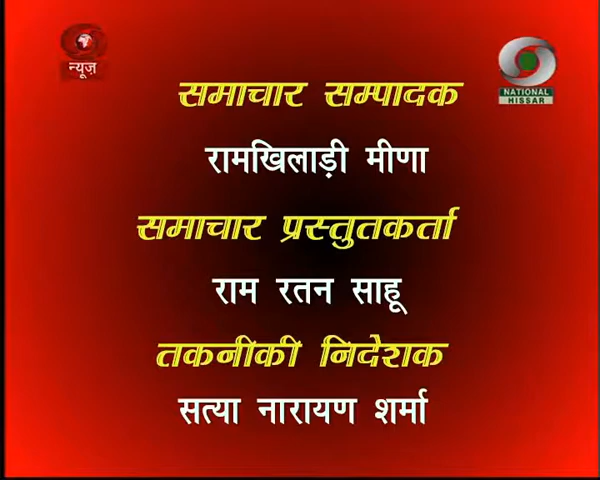 न्यूज़
NATIONAL
HISSAR
समाचार सम्पादक
रामखिलाड़ी मीणा
समाचार प्रस्तुतकर्ता
राम रतन साहू
तकनीकी निदेशक
सत्या नारायण शर्मा